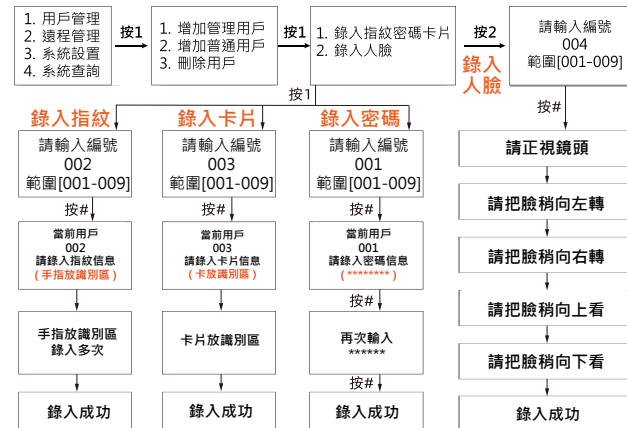 1. 用戶管理
2. 遠程管理
3. 系統設置
4. 系統查詢
按1
1. 增加管理用戶
2. 增加普通用戶
3. 刪除用戶
按1
1. 錄入指紋密碼卡片
2. 錄入人臉
按2
錄入
人臉
請輸入編號
004
範圍[001-009]
按1
按#
錄入指紋
請輸入編號
002
範圍[001-009]
按#
當前用戶
002
請錄入指紋信息
(手指放識別區)
手指放識別區
錄入多次
錄入成功
錄入卡片
請輸入編號
003
範圍[001-009]
按#
當前用戶
003
請錄入卡片信息
(卡放識別區)
卡片放識別區
錄入成功
錄入密碼
請輸入編號
001
範圍[001-009]
按#
當前用戶
001
請錄入密碼信息
(********)
按#
再次輸入
******
按#
錄入成功
請正視鏡頭
請把臉稍向左轉
請把臉稍向右轉
請把臉稍向上看
請把臉稍向下看
錄入成功